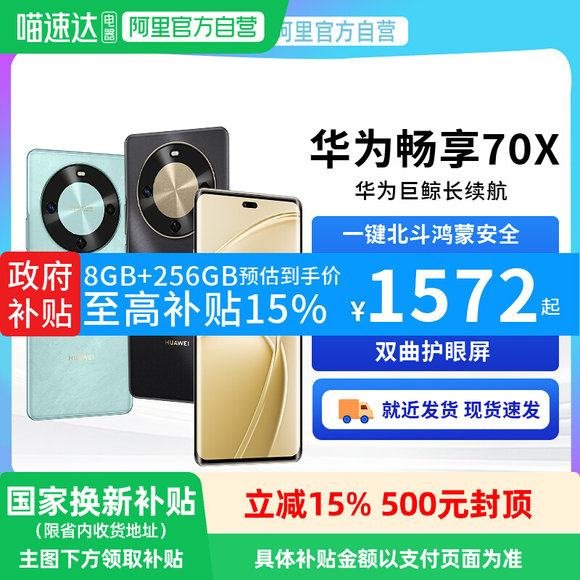 喵速达电器 阿里官方自营
阿里官方自营
华为畅享70X
华为巨鲸长续航
一键北斗鸿蒙安全
政府补贴
8GB+256GB预估到手价
至高补贴15%
¥1572起
双曲护眼屏
HUAWEI
就近发货 现货速发
国家换新补贴
(限省内收货地址)
主图下方领取补贴
立减15% 500元封顶
具体补贴金额以支付页面为准